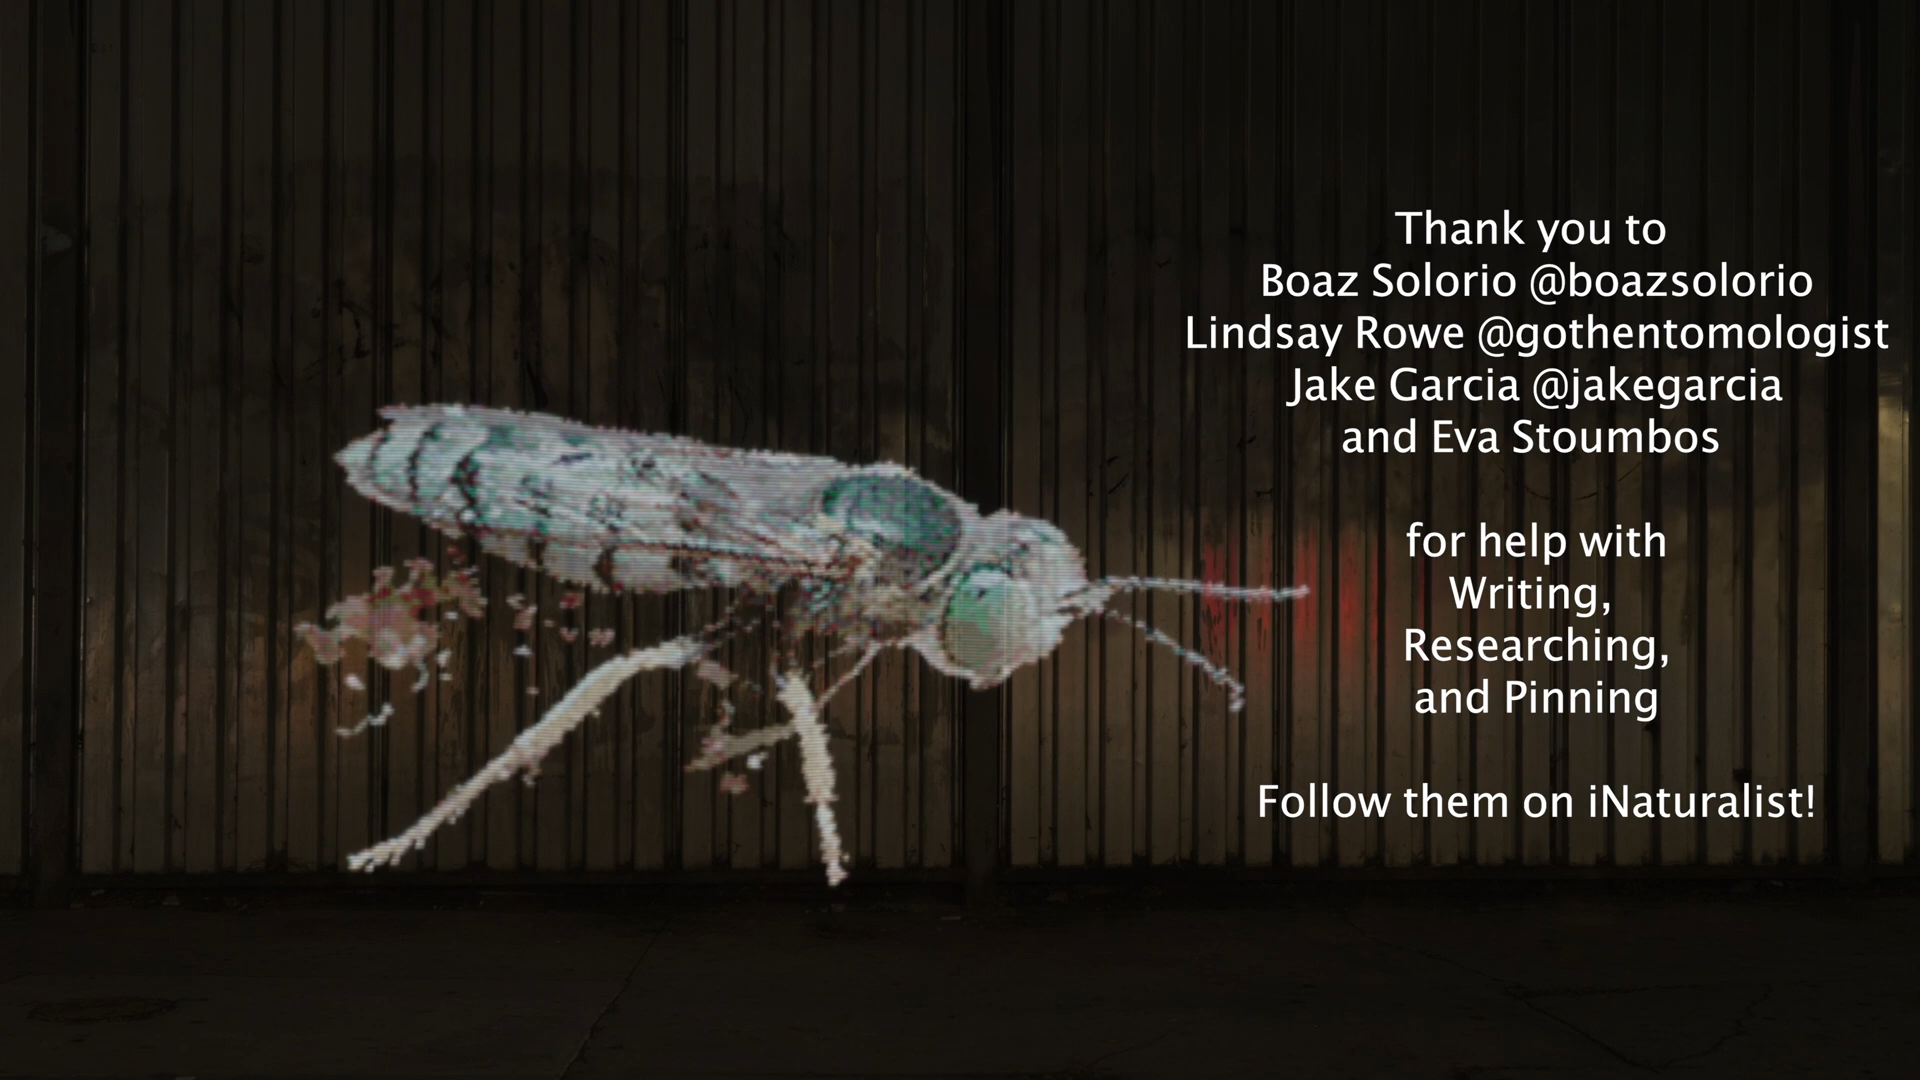 Thank you to
Boaz Solorio @boazsolorio
Lindsay Rowe @gothentomologist
Jake Garcia @jakegarcia
and Eva Stoumbos
for help with
Writing,
Researching,
and Pinning
Follow them on iNaturalist!